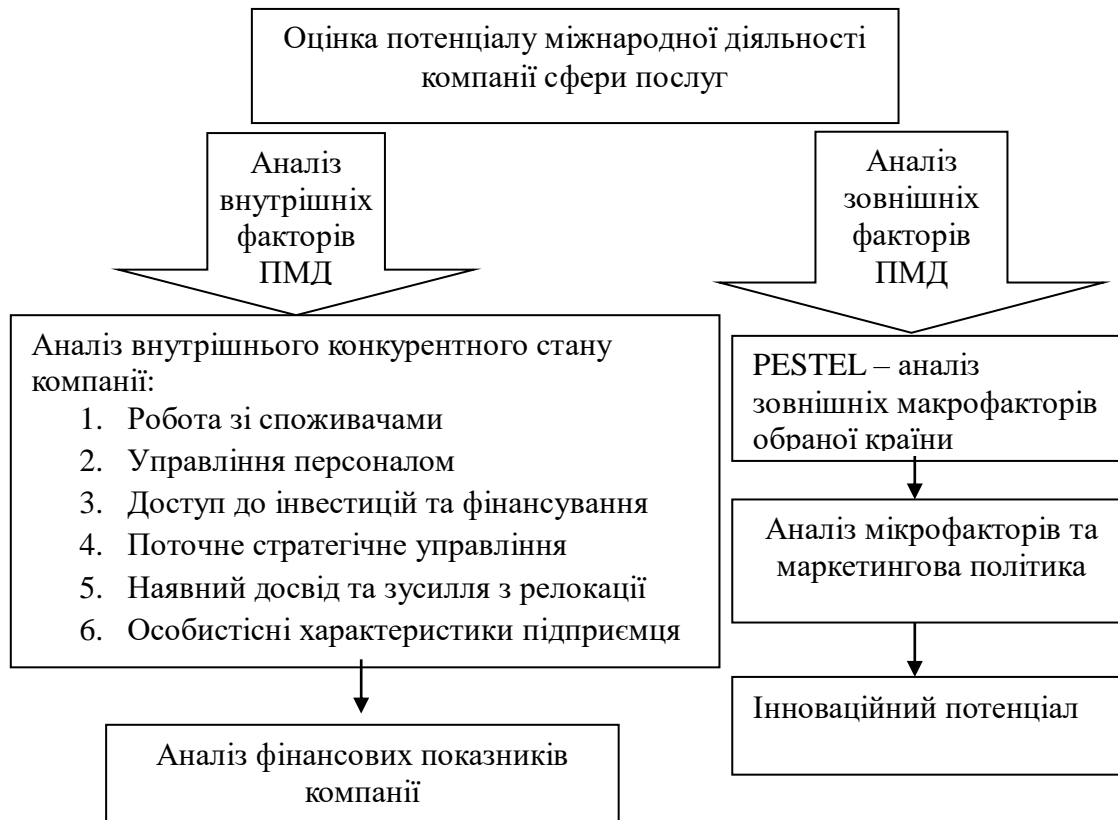 Оцінка потенціалу міжнародної діяльності
компанії сфери послуг
Аналіз
внутрішніх
факторів
ПМД
Аналіз
зовнішніх
факторів
ПМД
Аналіз внутрішнього конкурентного стану
компанії:
1. Робота зі споживачами
2. Управління персоналом
3. Доступ до інвестицій та фінансування
4. Поточне стратегічне управління
5. Наявний досвід та зусилля з релокації
6. Особистісні характеристики підприємця
Аналіз фінансових показників
компанії
PESTEL – аналіз
зовнішніх макрофакторів
обраної країни
Аналіз мікрофакторів та
маркетингова політика
Інноваційний потенціал